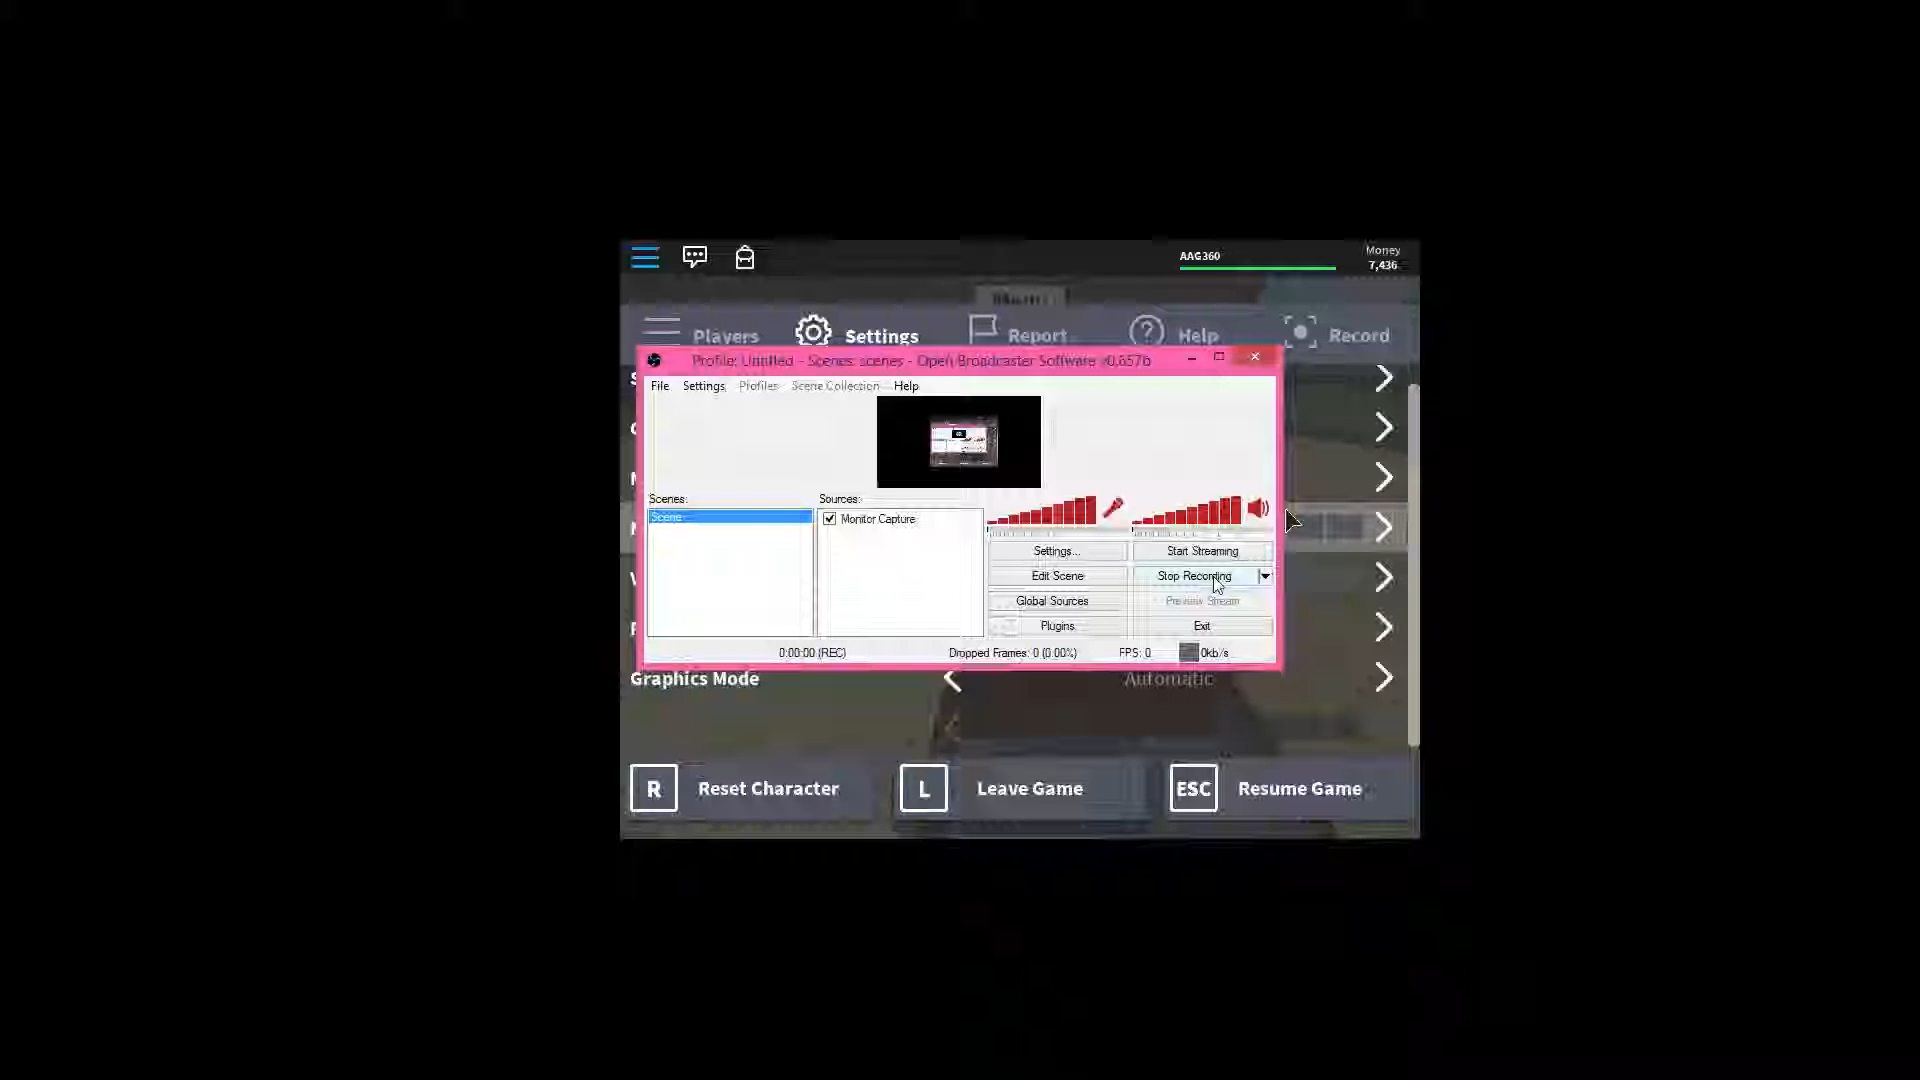 AAG360
Money
7,436
Menu
Players
Settings
Report
Help
Record
Profile: Untitled - Scenes: scenes - Open Broadcaster Software v0.657b
File Settings Profiles Scene Collection Help
Scenes:
Sources:
Scene
Monitor Capture
Settings...
Start Streaming
Edit Scene
Stop Recording
Global Sources
Preview Stream
Plugins
Exit
0:00:00 (REC)
Dropped Frames: 0 (0.00%)
FPS: 0
0kb/s
Graphics Mode
Automatic
R
Reset Character
L
Leave Game
ESC
Resume Game